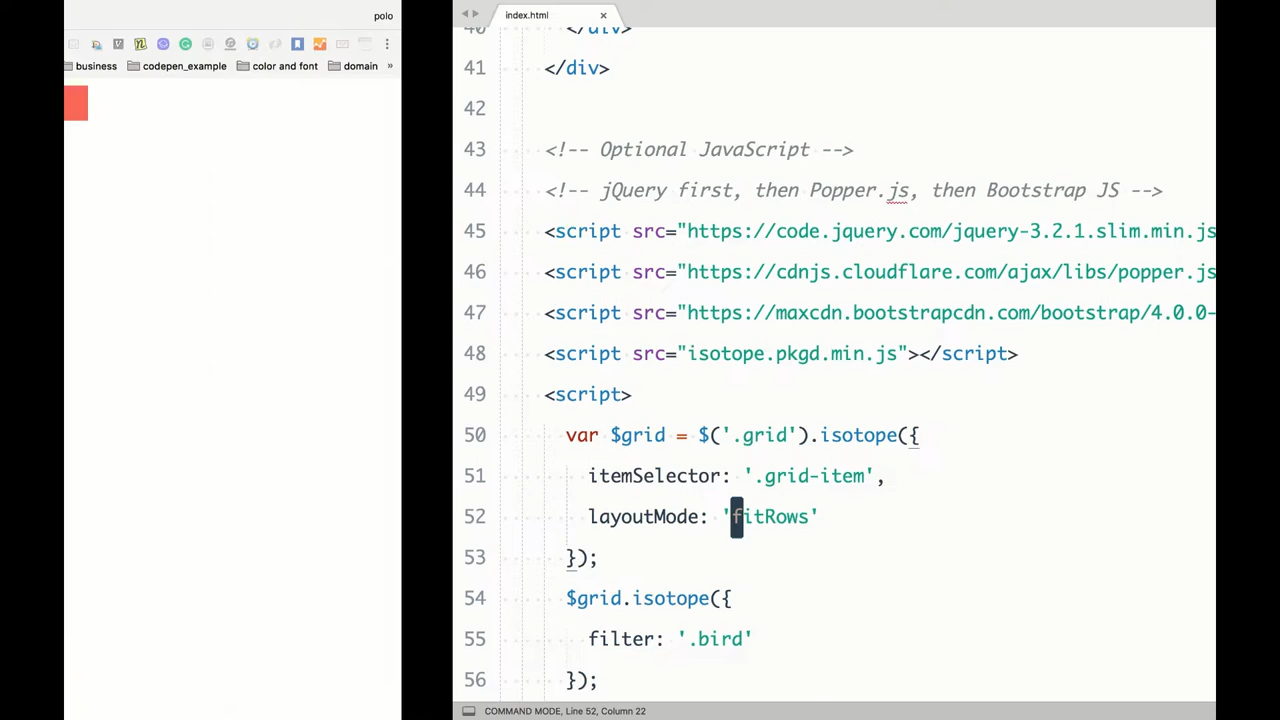 polo
business
codepen_example
color and font
domain
»
index.html
40 </div>
41 </div>
42
43 <!-- Optional JavaScript -->
44 <!-- jQuery first, then Popper.js, then Bootstrap JS -->
45 <script src="https://code.jquery.com/jquery-3.2.1.slim.min.js
46 <script src="https://cdnjs.cloudflare.com/ajax/libs/popper.js
47 <script src="https://maxcdn.bootstrapcdn.com/bootstrap/4.0.0-
48 <script src="isotope.pkgd.min.js"></script>
49 <script>
50 var $grid = $('.grid').isotope({
51 itemSelector: '.grid-item',
52 layoutMode: 'fitRows'
53 });
54 $grid.isotope({
55 filter: '.bird'
56 });
COMMAND MODE, Line 52, Column 22